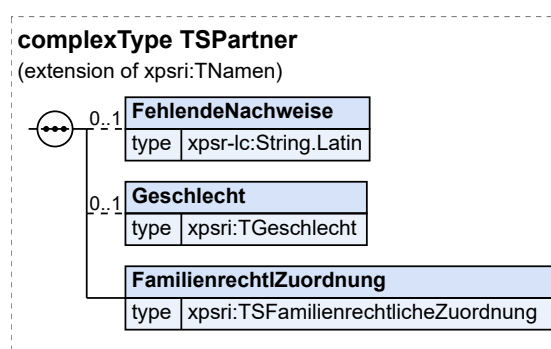 complexType TSPartner
(extension of xpsri:TNamen)
0..1 FehlendeNachweise
type xpsr-lc:String.Latin
0..1 Geschlecht
type xpsri:TGeschlecht
FamilienrechtlZuordnung
type xpsri:TSFamilienrechtlicheZuordnung